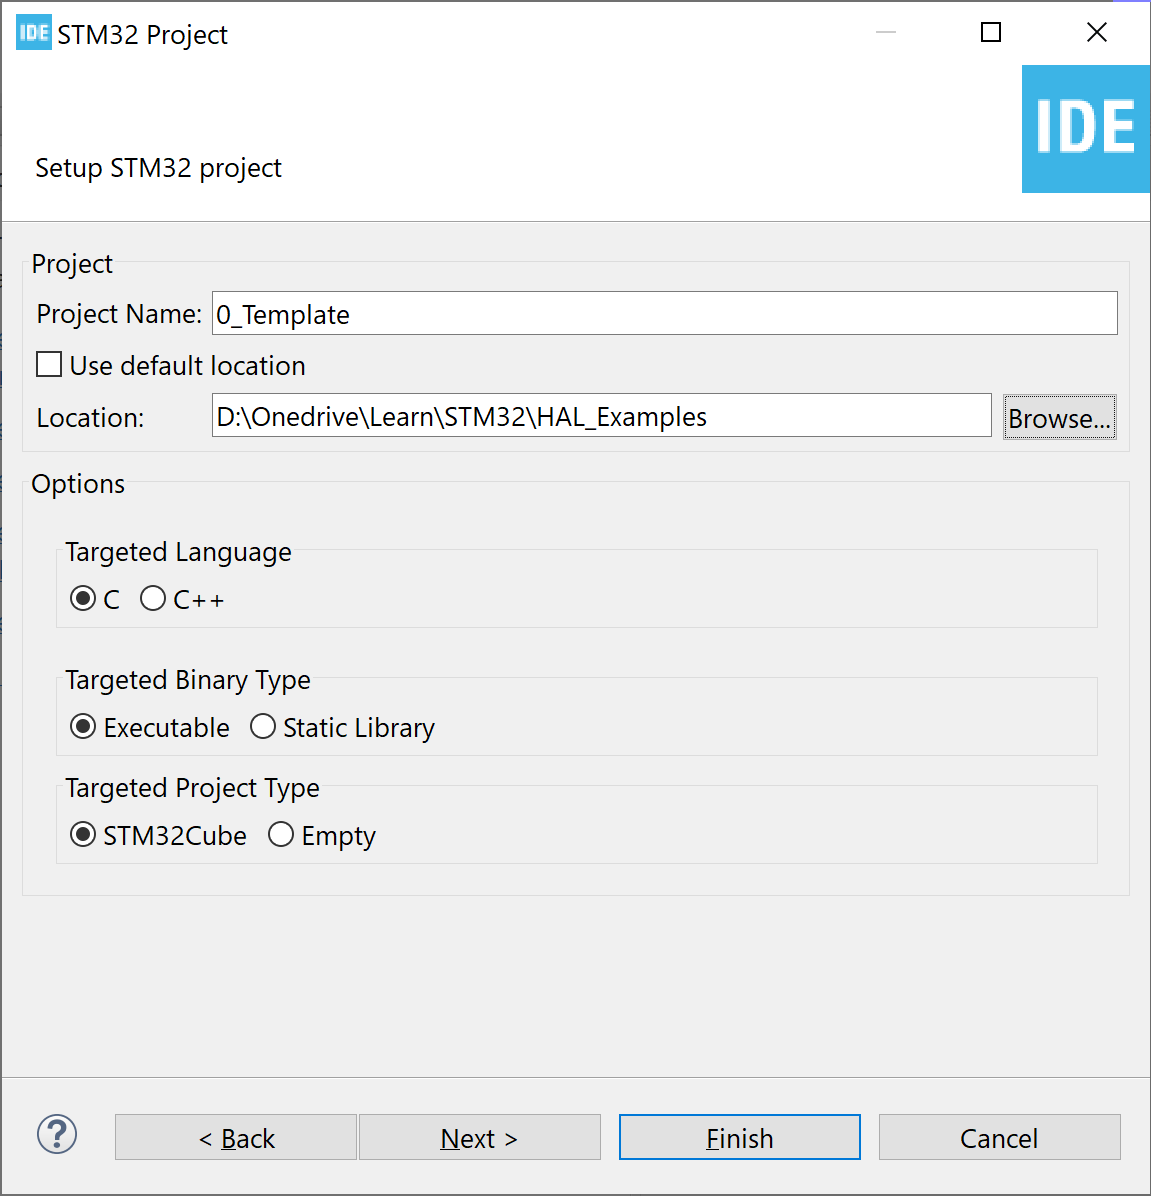 IDE STM32 Project
IDE
Setup STM32 project
Project
Project Name: 0_Template
Use default location
Location: D:\Onedrive\Learn\STM32\HAL_Examples Browse...
Options
Targeted Language
C C++
Targeted Binary Type
Executable Static Library
Targeted Project Type
STM32Cube Empty
? < Back Next > Finish Cancel